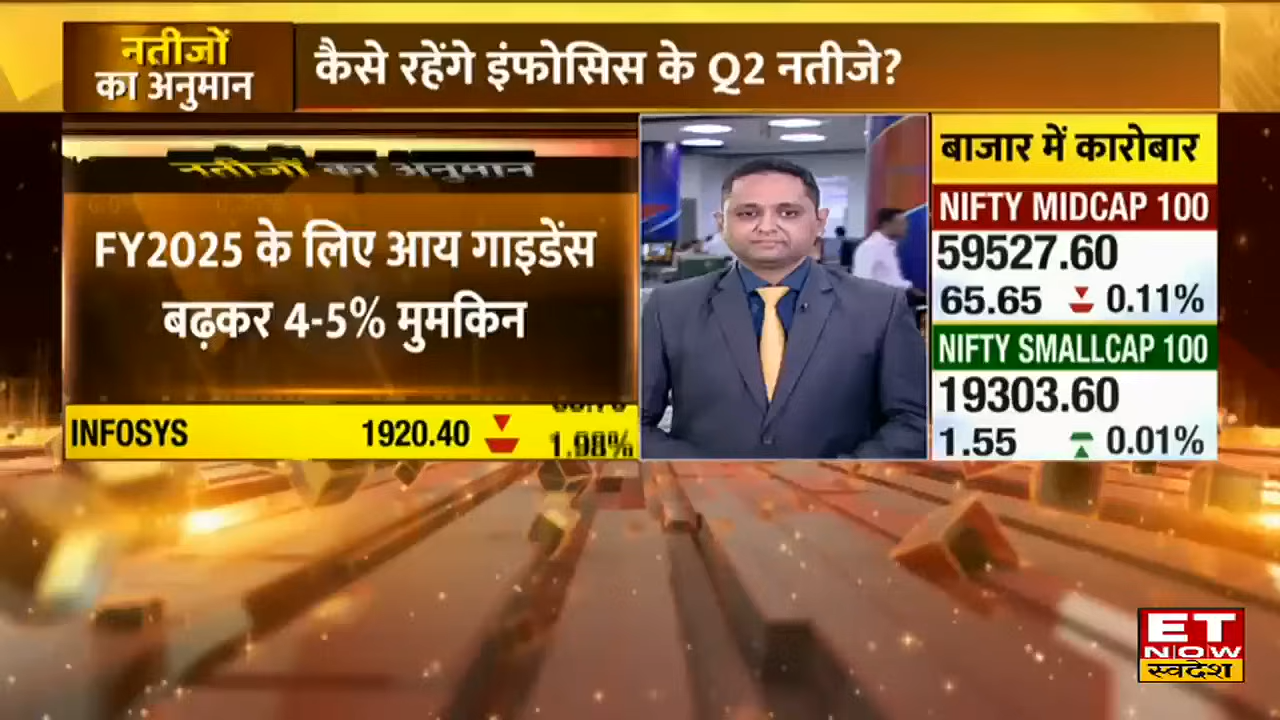 नतीजों
का अनुमान
कैसे रहेंगे इंफोसिस के Q2 नतीजे?
नतीजों का अनुमान
FY2025 के लिए आय गाइडेंस
बढ़कर 4-5% मुमकिन
INFOSYS 1920.40 1.98%
बाजार में कारोबार
NIFTY MIDCAP 100
59527.60
65.65 0.11%
NIFTY SMALLCAP 100
19303.60
1.55 0.01%
ET
NOW
स्वदेश